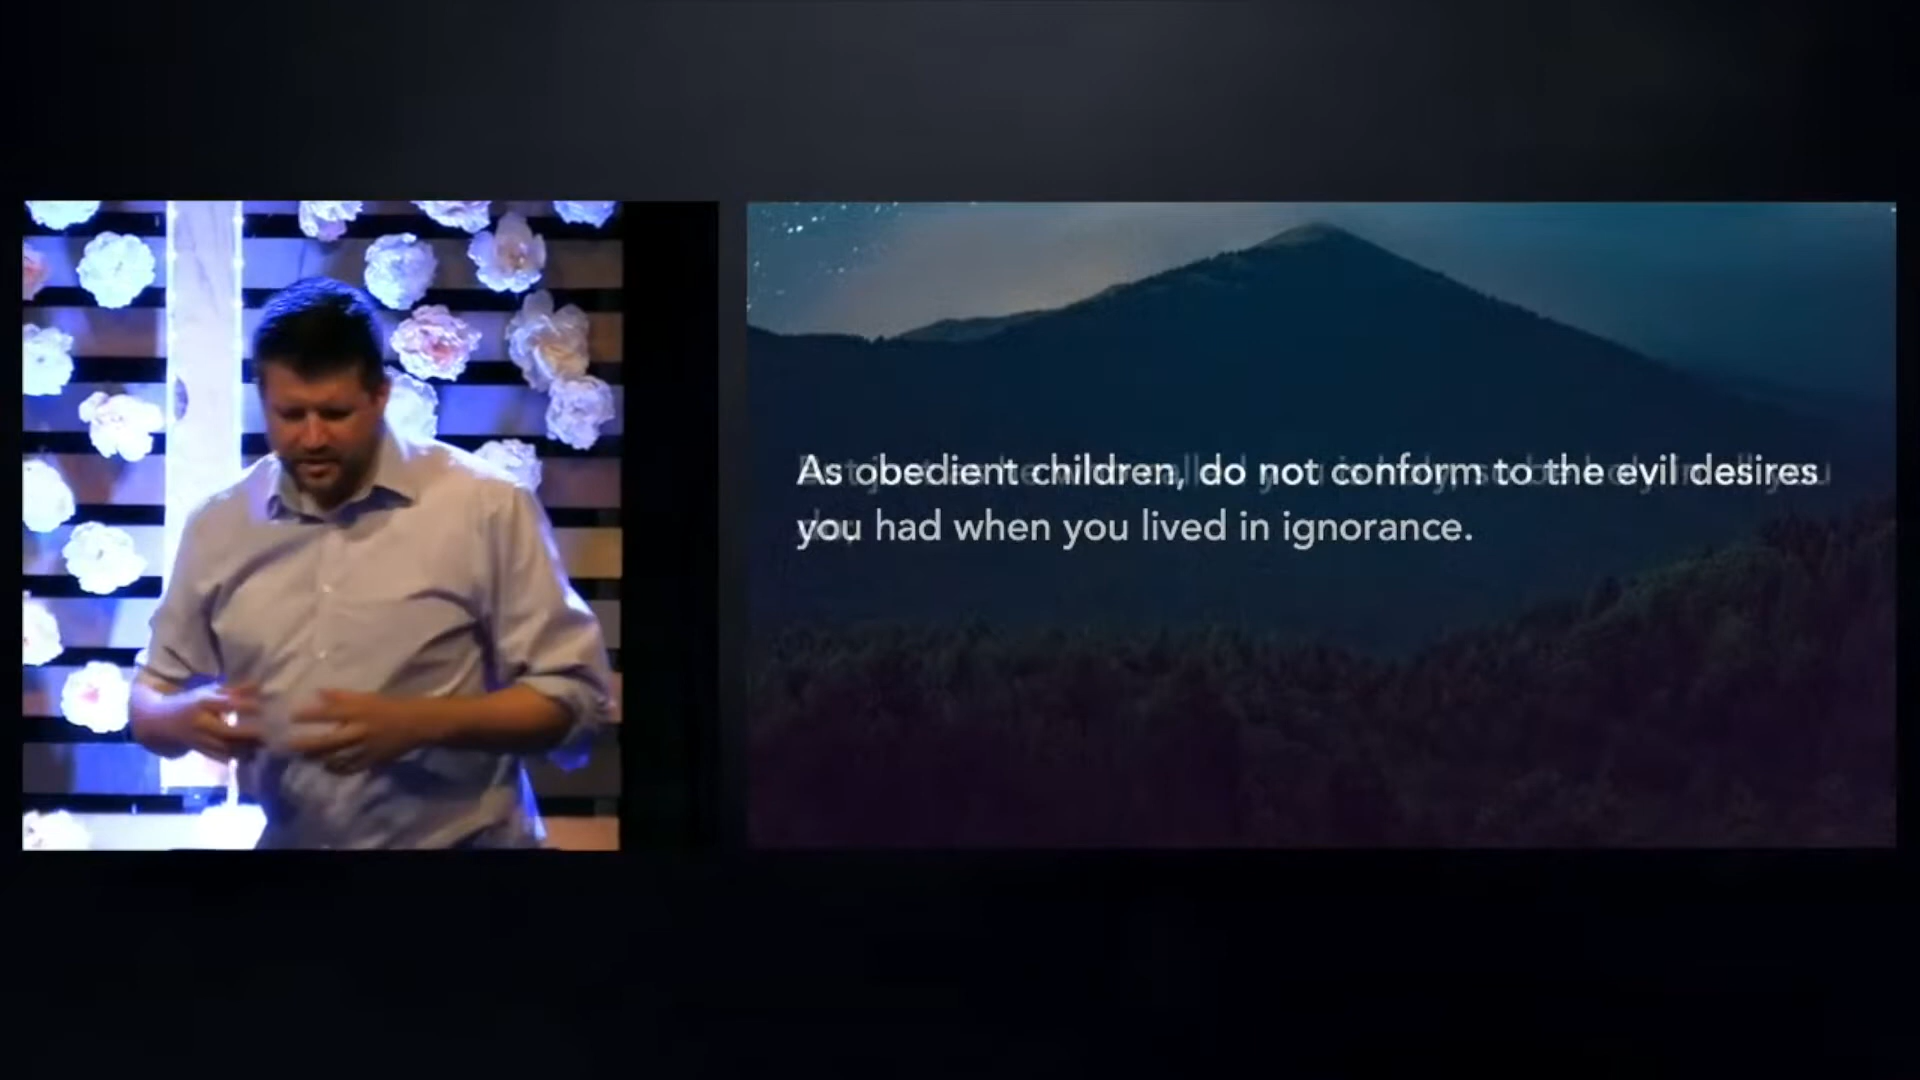 As obedient children, do not conform to the evil desires
you had when you lived in ignorance.